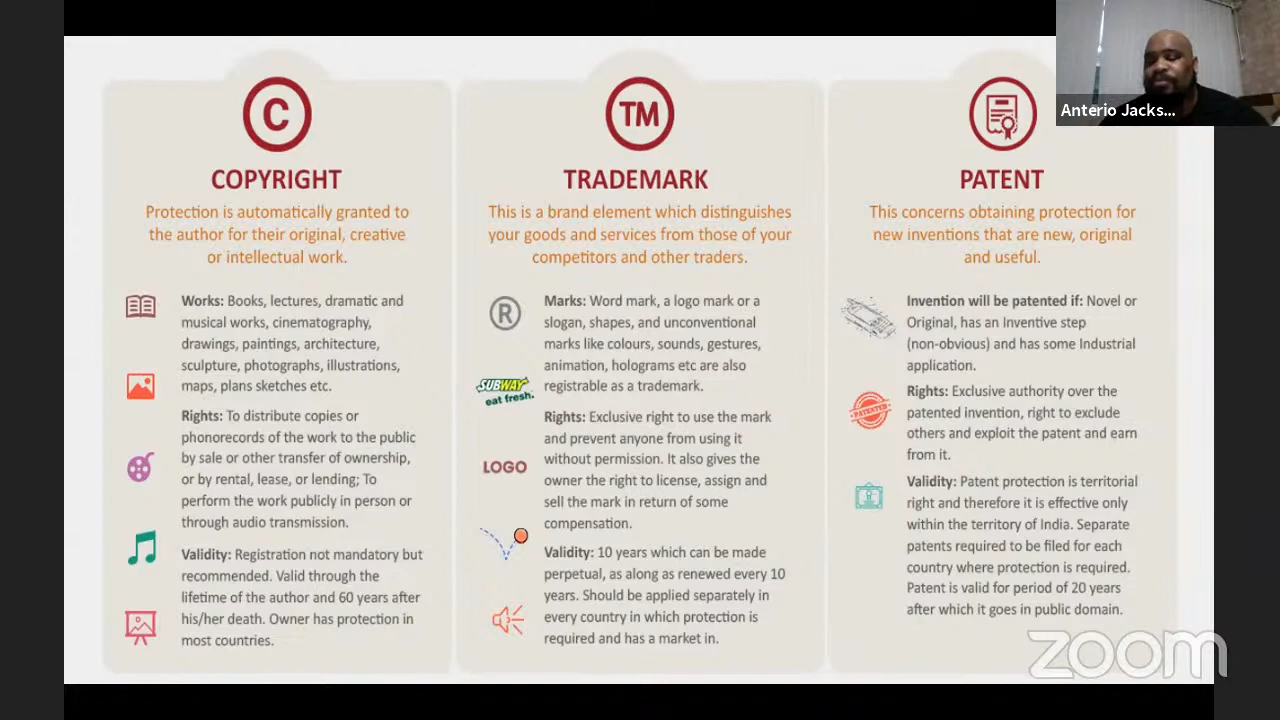 C
COPYRIGHT
Protection is automatically granted to
the author for their original, creative
or intellectual work.
Works: Books, lectures, dramatic and
musical works, cinematography,
drawings, paintings, architecture,
sculpture, photographs, illustrations,
maps, plans sketches etc.
Rights: To distribute copies or
phonorecords of the work to the public
by sale or other transfer of ownership,
or by rental, lease, or lending; To
perform the work publicly in person or
through audio transmission.
Validity: Registration not mandatory but
recommended. Valid through the
lifetime of the author and 60 years after
his/her death. Owner has protection in
most countries.
TM
TRADEMARK
This is a brand element which distinguishes
your goods and services from those of your
competitors and other traders.
R
SUBWAY
eat fresh.
LOGO
Marks: Word mark, a logo mark or a
slogan, shapes, and unconventional
marks like colours, sounds, gestures,
animation, holograms etc are also
registrable as a trademark.
Rights: Exclusive right to use the mark
and prevent anyone from using it
without permission. It also gives the
owner the right to license, assign and
sell the mark in return of some
compensation.
Validity: 10 years which can be made
perpetual, as along as renewed every 10
years. Should be applied separately in
every country in which protection is
required and has a market in.
PATENT
This concerns obtaining protection for
new inventions that are new, original
and useful.
PATENTED
Invention will be patented if: Novel or
Original, has an Inventive step
(non-obvious) and has some Industrial
application.
Rights: Exclusive authority over the
patented invention, right to exclude
others and exploit the patent and earn
from it.
Validity: Patent protection is territorial
right and therefore it is effective only
within the territory of India. Separate
patents required to be filed for each
country where protection is required.
Patent is valid for period of 20 years
after which it goes in public domain.
Anterio Jacks...
zoom